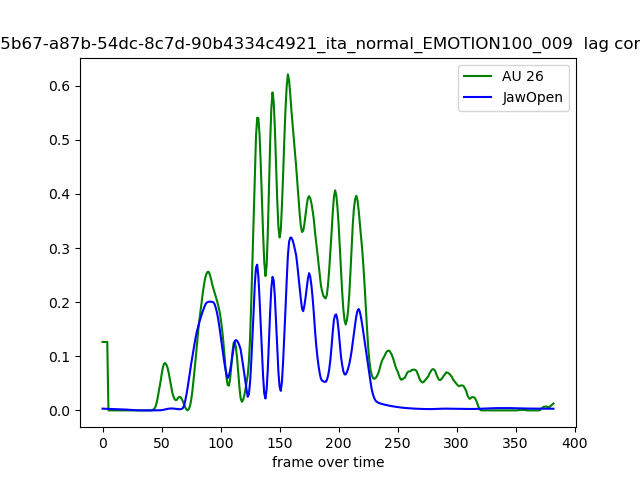 5b67-a87b-54dc-8c7d-90b4334c4921_ita_normal_EMOTION100_009 lag cor
AU 26
JawOpen
0.6
0.5
0.4
0.3
0.2
0.1
0.0
0 50 100 150 200 250 300 350 400
frame over time